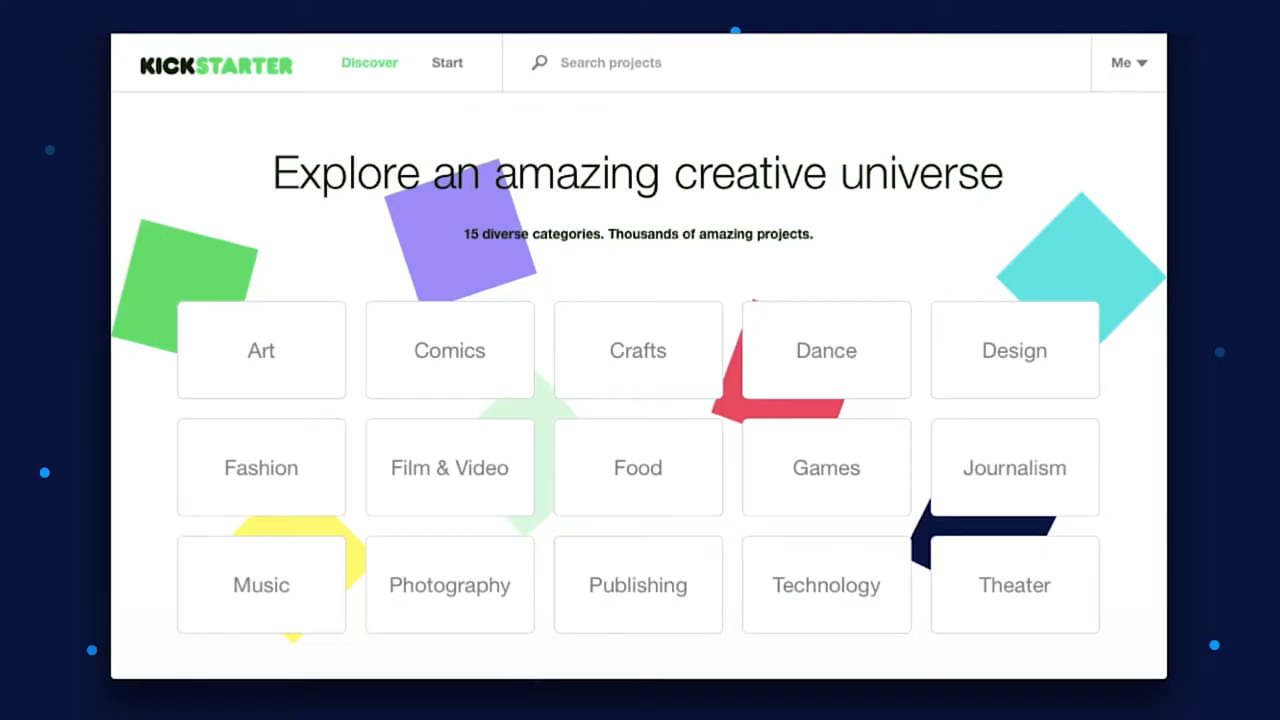 KICKSTARTER Discover Start Search projects Me
Explore an amazing creative universe
15 diverse categories. Thousands of amazing projects.
Art Comics Crafts Dance Design
Fashion Film & Video Food Games Journalism
Music Photography Publishing Technology Theater